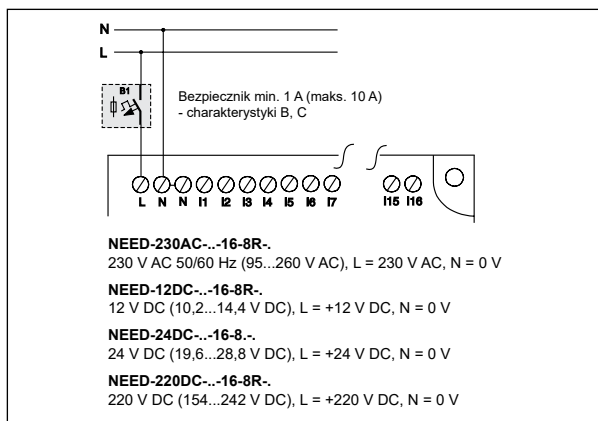 N
L
B1
Bezpiecznik min. 1 A (maks. 10 A)
- charakterystyki B, C
L N N I1 I2 I3 I4 I5 I6 I7 I15 I16
NEED-230AC-..-16-8R-.
230 V AC 50/60 Hz (95...260 V AC), L = 230 V AC, N = 0 V
NEED-12DC-..-16-8R-.
12 V DC (10,2...14,4 V DC), L = +12 V DC, N = 0 V
NEED-24DC-..-16-8.-.
24 V DC (19,6...28,8 V DC), L = +24 V DC, N = 0 V
NEED-220DC-..-16-8R-.
220 V DC (154...242 V DC), L = +220 V DC, N = 0 V